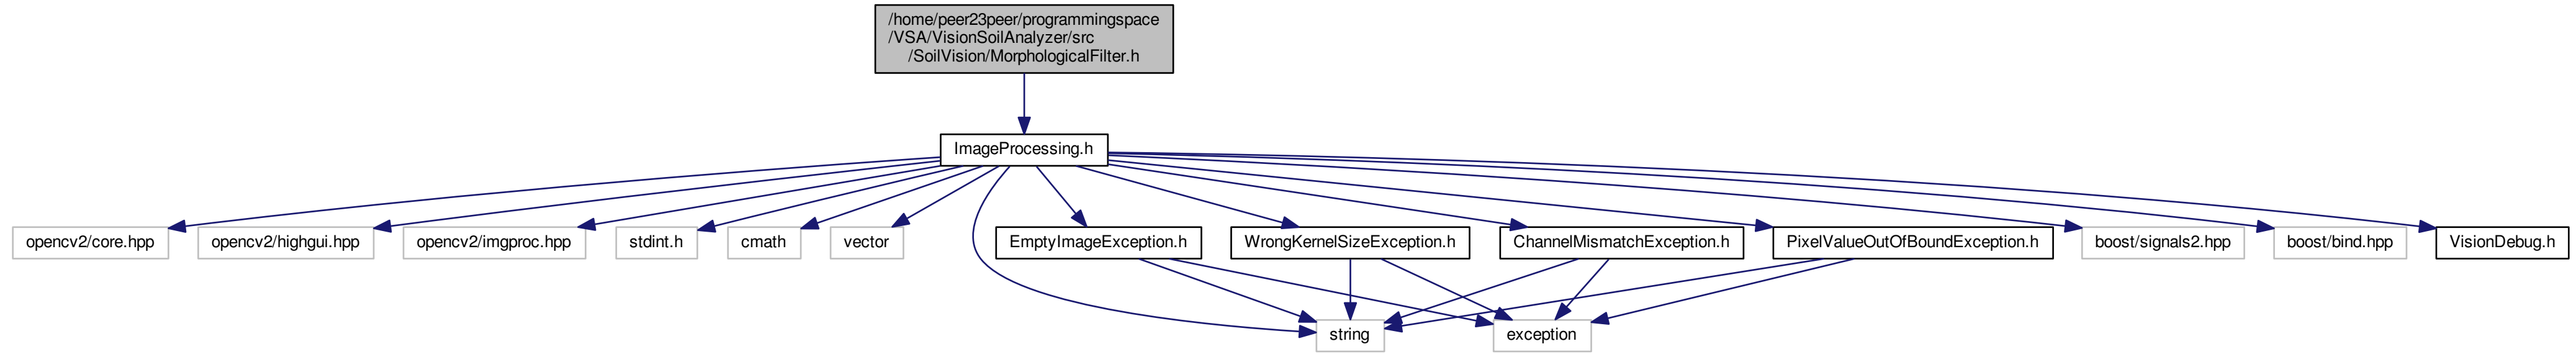 /home/peer23peer/programmingspace
/VSA/VisionSoilAnalyzer/src
/SoilVision/MorphologicalFilter.h
ImageProcessing.h
opencv2/core.hpp
opencv2/highgui.hpp
opencv2/imgproc.hpp
stdint.h
cmath
vector
EmptyImageException.h
WrongKernelSizeException.h
ChannelMismatchException.h
PixelValueOutOfBoundException.h
boost/signals2.hpp
boost/bind.hpp
VisionDebug.h
string
exception